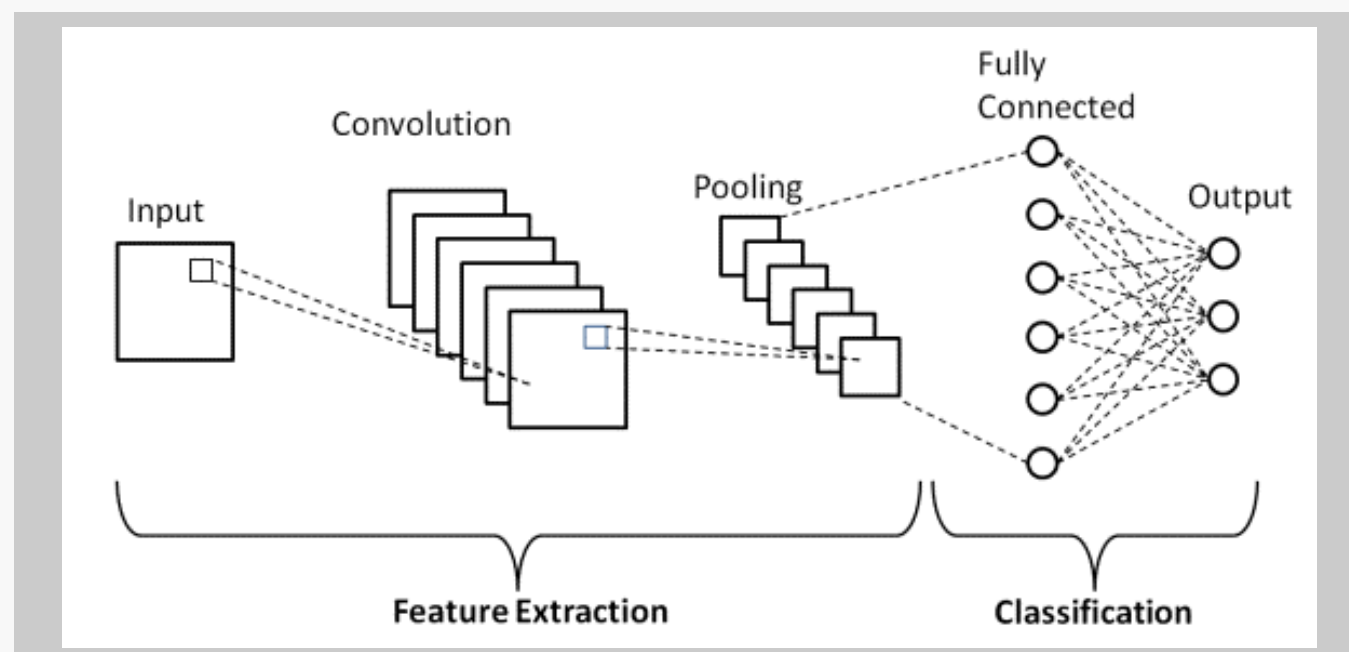 Input
Convolution
Pooling
Fully
Connected
Output
Feature Extraction
Classification